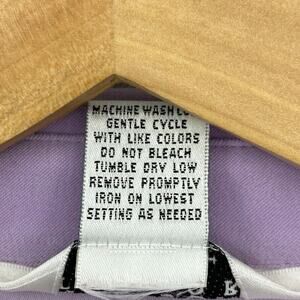 MACHINE WASH
GENTLE CYCLE
WITH LIKE COLORS
DO NOT BLEACH
TUMBLE DRY LOW
REMOVE PROMPTLY
IRON ON LOWEST
SETTING AS NEEDED